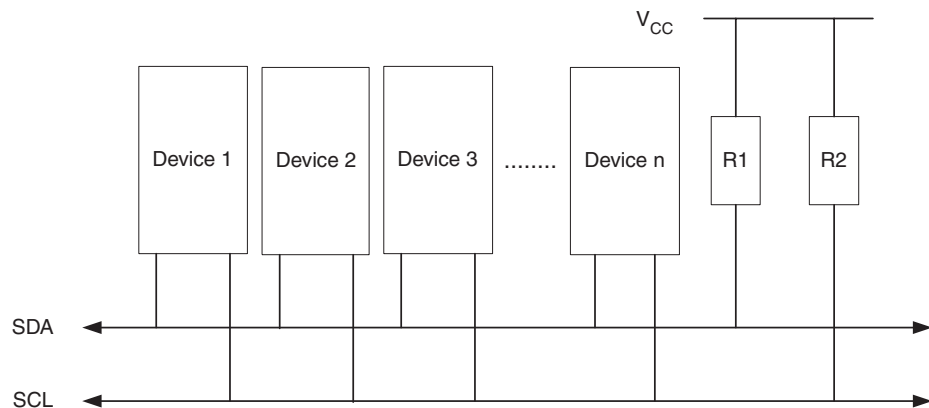 VCC
Device 1
Device 2
Device 3
........
Device n
R1
R2
SDA
SCL